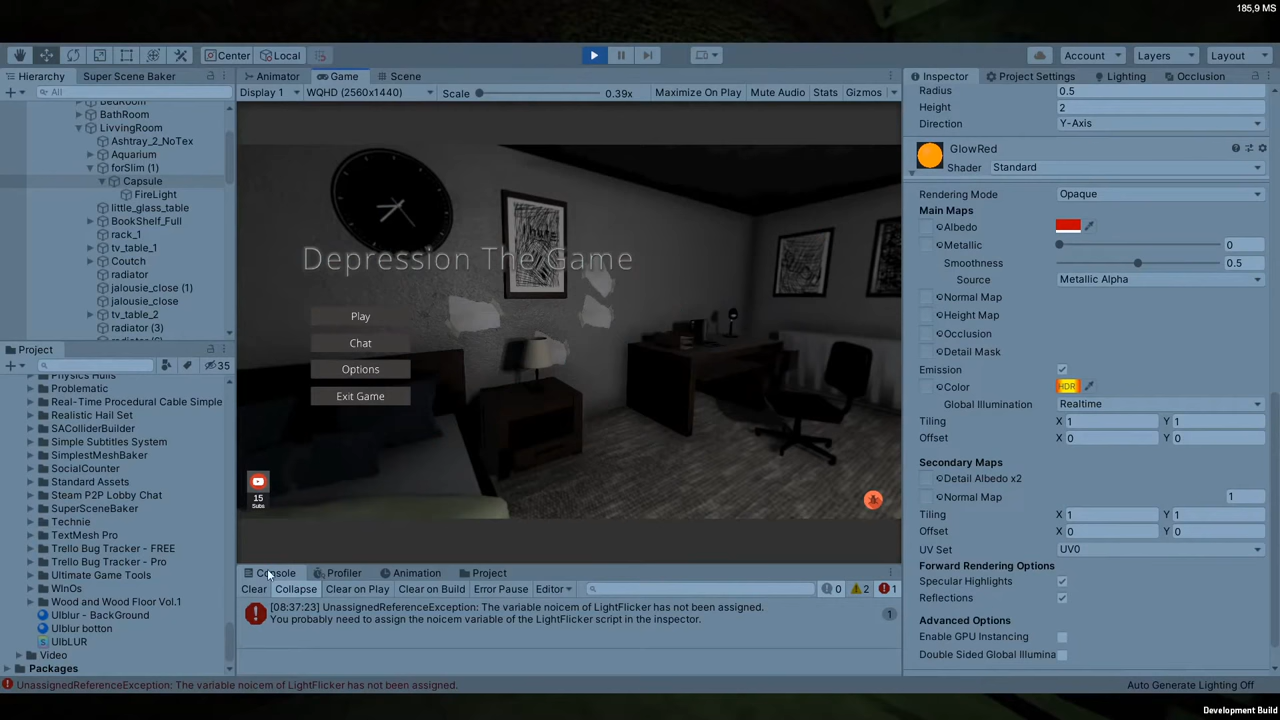 185,9 MS
Center
Local
Account
Layers
Layout
Hierarchy
Super Scene Baker
All
BathRoom
LivvingRoom
Ashtray_2_NoTex
Aquarium
forSlim (1)
Capsule
FireLight
little_glass_table
BookShelf_Full
rack_1
tv_table_1
Coutch
radiator
jalousie_close (1)
jalousie_close
tv_table_2
radiator (3)
Project
35
Physics Hulls
Problematic
Real-Time Procedural Cable Simple
Realistic Hail Set
SAColliderBuilder
Simple Subtitles System
SimplestMeshBaker
SocialCounter
Standard Assets
Steam P2P Lobby Chat
SuperSceneBaker
Technie
TextMesh Pro
Trello Bug Tracker - FREE
Trello Bug Tracker - Pro
Ultimate Game Tools
WInOs
Wood and Wood Floor Vol.1
UIblur - BackGround
UIblur botton
UIbLUR
Video
Packages
Animator
Game
Scene
Display 1
WQHD (2560x1440)
Scale
0.39x
Maximize On Play
Mute Audio
Stats
Gizmos
Depression The Game
Play
Chat
Options
Exit Game
15
Subs
Console
Profiler
Animation
Project
Clear
Collapse
Clear on Play
Clear on Build
Error Pause
Editor
0
2
1
[08:37:23] UnassignedReferenceException: The variable noicem of LightFlicker has not been assigned.
You probably need to assign the noicem variable of the LightFlicker script in the inspector.
1
Inspector
Project Settings
Lighting
Occlusion
Radius
0.5
Height
2
Direction
Y-Axis
GlowRed
Shader
Standard
Rendering Mode
Opaque
Main Maps
Albedo
Metallic
0
Smoothness
0.5
Source
Metallic Alpha
Normal Map
Height Map
Occlusion
Detail Mask
Emission
Color
HDR
Global Illumination
Realtime
Tiling
X 1
Y 1
Offset
X 0
Y 0
Secondary Maps
Detail Albedo x2
Normal Map
1
Tiling
X 1
Y 1
Offset
X 0
Y 0
UV Set
UV0
Forward Rendering Options
Specular Highlights
Reflections
Advanced Options
Enable GPU Instancing
Double Sided Global Illumina
UnassignedReferenceException: The variable noicem of LightFlicker has not been assigned.
Auto Generate Lighting Off
Development Build